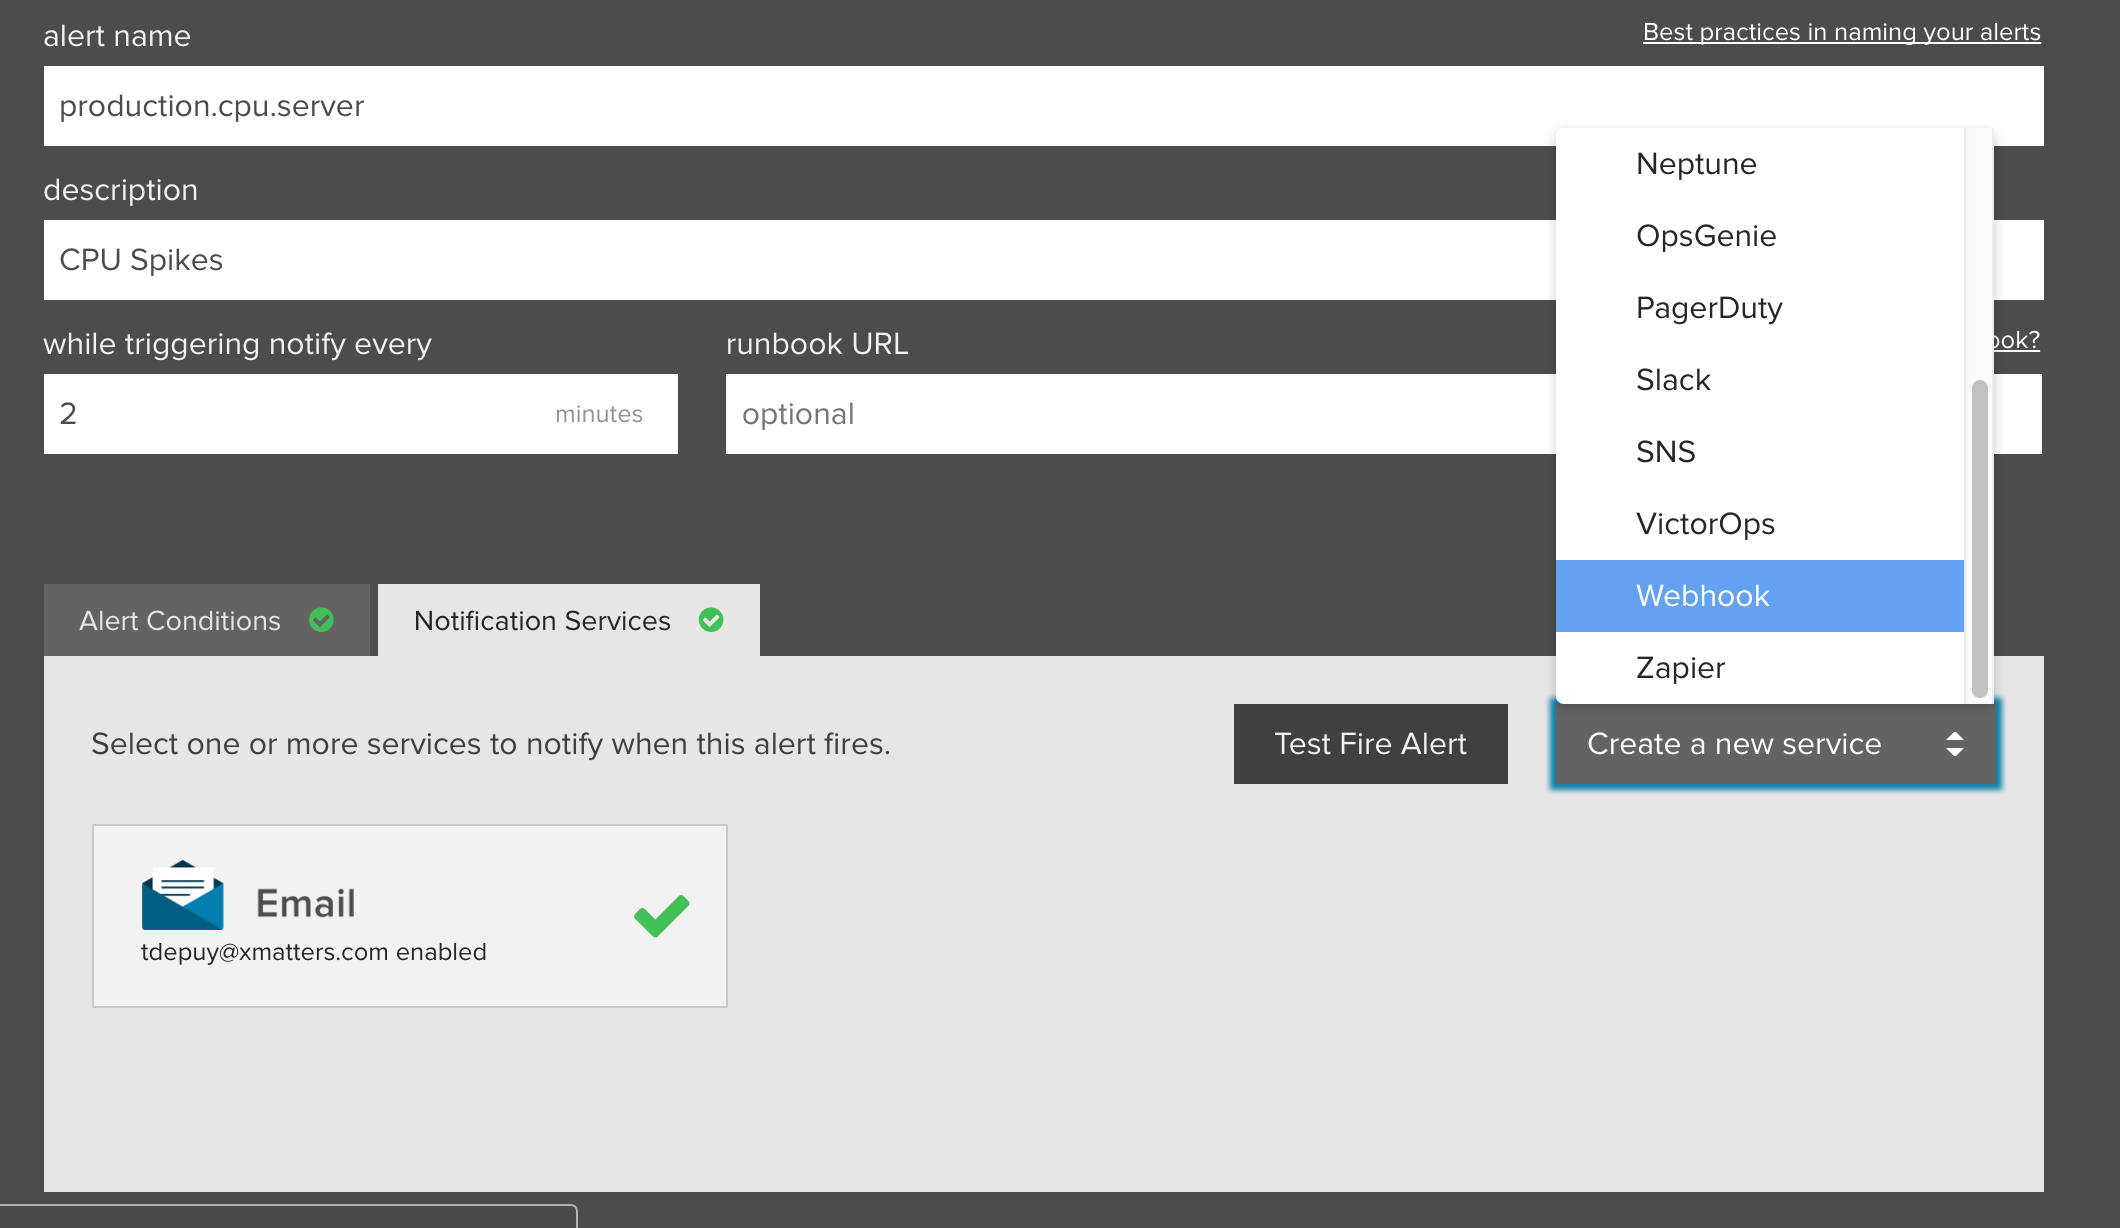 alert name
Best practices in naming your alerts
production.cpu.server
description
CPU Spikes
while triggering notify every
runbook URL
2
minutes
optional
Neptune
OpsGenie
PagerDuty
Slack
SNS
VictorOps
Webhook
Zapier
Alert Conditions
Notification Services
Select one or more services to notify when this alert fires.
Test Fire Alert
Create a new service
Email
tdepuy@xmatters.com enabled